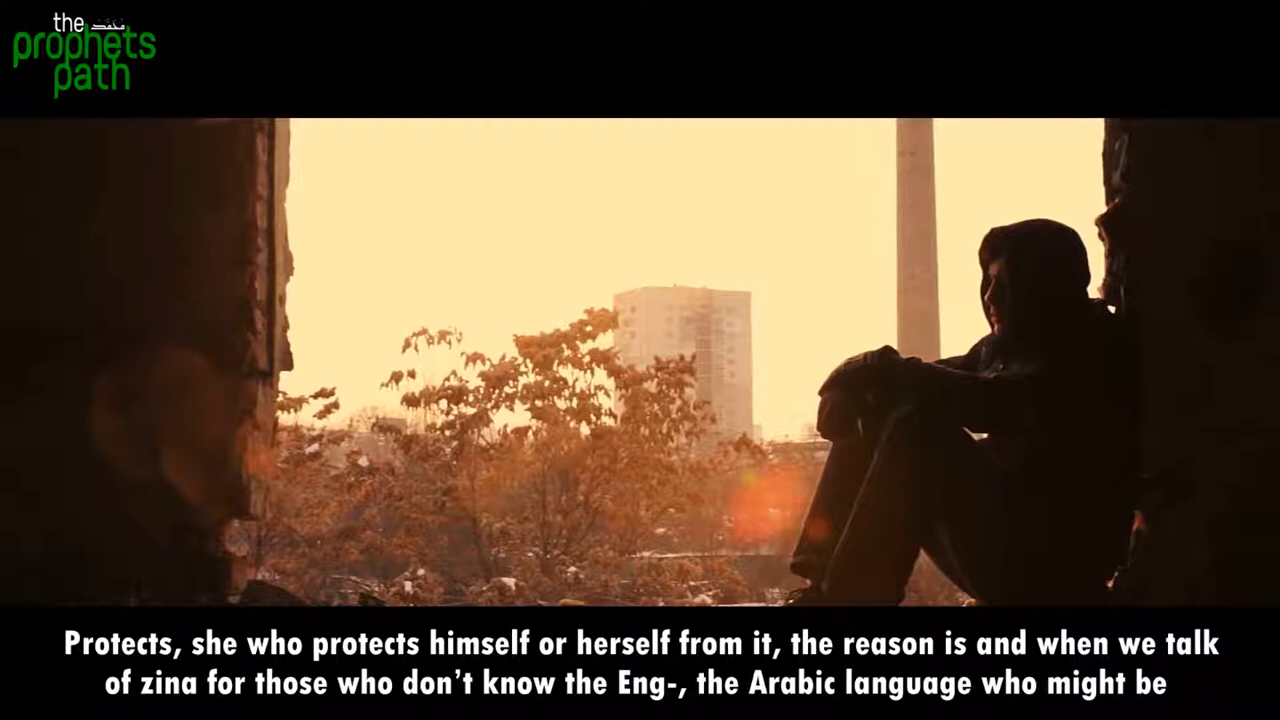 the محمد
prophets
path
Protects, she who protects himself or herself from it, the reason is and when we talk
of zina for those who don't know the Eng-, the Arabic language who might be